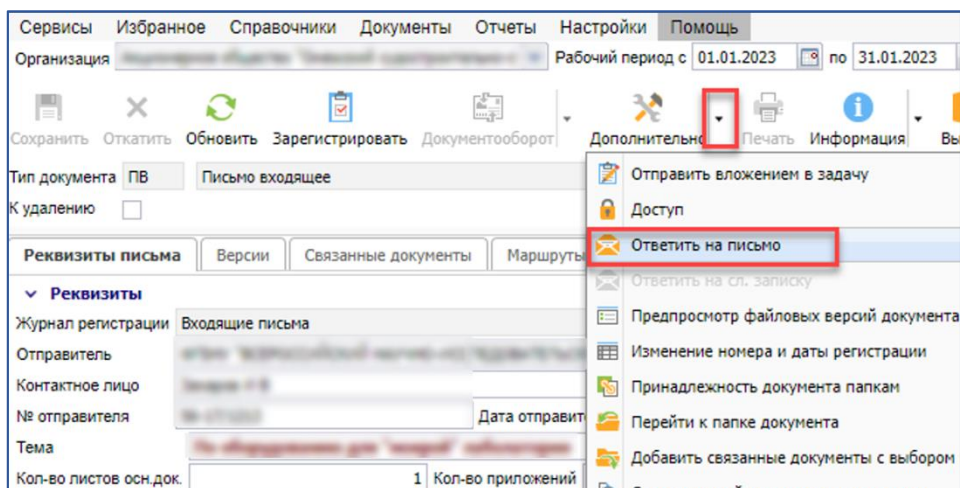 Сервисы Избранное Справочники Документы Отчеты Настройки Помощь
Организация Рабочий период с 01.01.2023 по 31.01.2023
Сохранить Откатить Обновить Зарегистрировать Документооборот Дополнительно Печать Информация
Тип документа ПВ Письмо входящее
К удалению
Отправить вложением в задачу
Доступ
Ответить на письмо
Ответить на сл. записку
Предпросмотр файловых версий документа
Изменение номера и даты регистрации
Принадлежность документа папкам
Перейти к папке документа
Добавить связанные документы с выбором
Реквизиты письма Версии Связанные документы Маршруты
Реквизиты
Журнал регистрации Входящие письма
Отправитель
Контактное лицо
№ отправителя Дата отправит
Тема
Кол-во листов осн.док. 1 Кол-во приложений